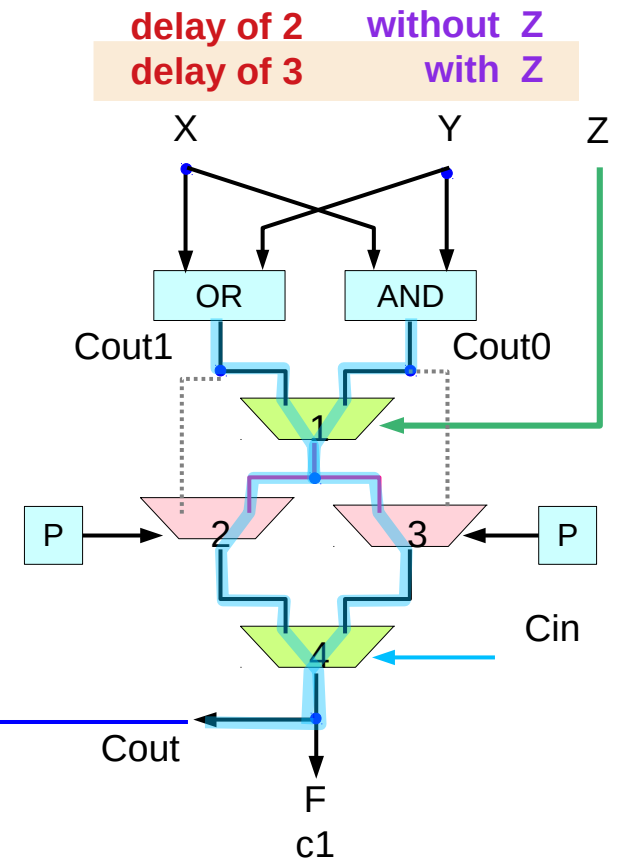 delay of 2 without Z
delay of 3 with Z
X Y Z
OR AND
Cout1 Cout0
1
P 2 3 P
Cin
4
Cout
F
c1